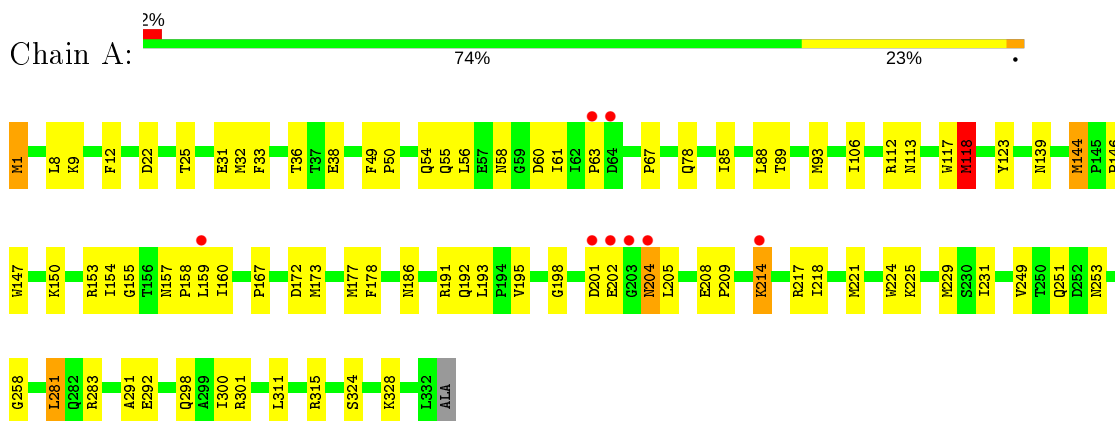 2%
Chain A:
74% 23% •
M1 L8 K9 F12 D22 T25 E31 M32 F33 T36 T37 E38 F49 P50 Q54 Q55 L56 E57 N58 G59 D60 I61 I62 P63 D64 P67 Q78 I85 L88 T89 M93 I106 R112 N113 W117 M118 Y123 N139 M144 P145 P146
W147 K150 R153 I154 G155 T156 N157 P158 L159 I160 P167 D172 M173 M177 F178 N186 R191 Q192 L193 P194 V195 G198 D201 E202 G203 N204 L205 E208 P209 K214 R217 I218 M221 W224 K225 M229 S230 I231 V249 T250 Q251 D252 N253
G258 L281 Q282 R283 A291 E292 Q298 A299 I300 R301 L311 R315 S324 K328 L332 ALA